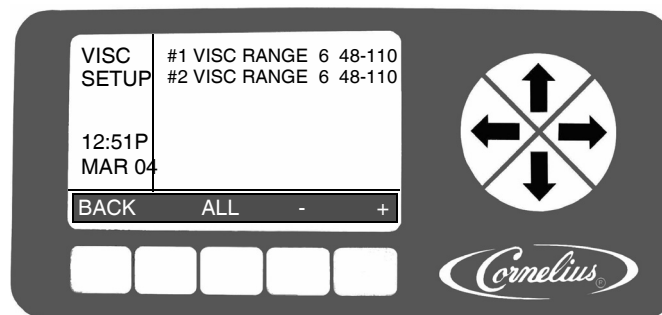 VISC
SETUP
#1 VISC RANGE 6 48-110
#2 VISC RANGE 6 48-110
12:51P
MAR 04
BACK ALL - +
Cornelius®